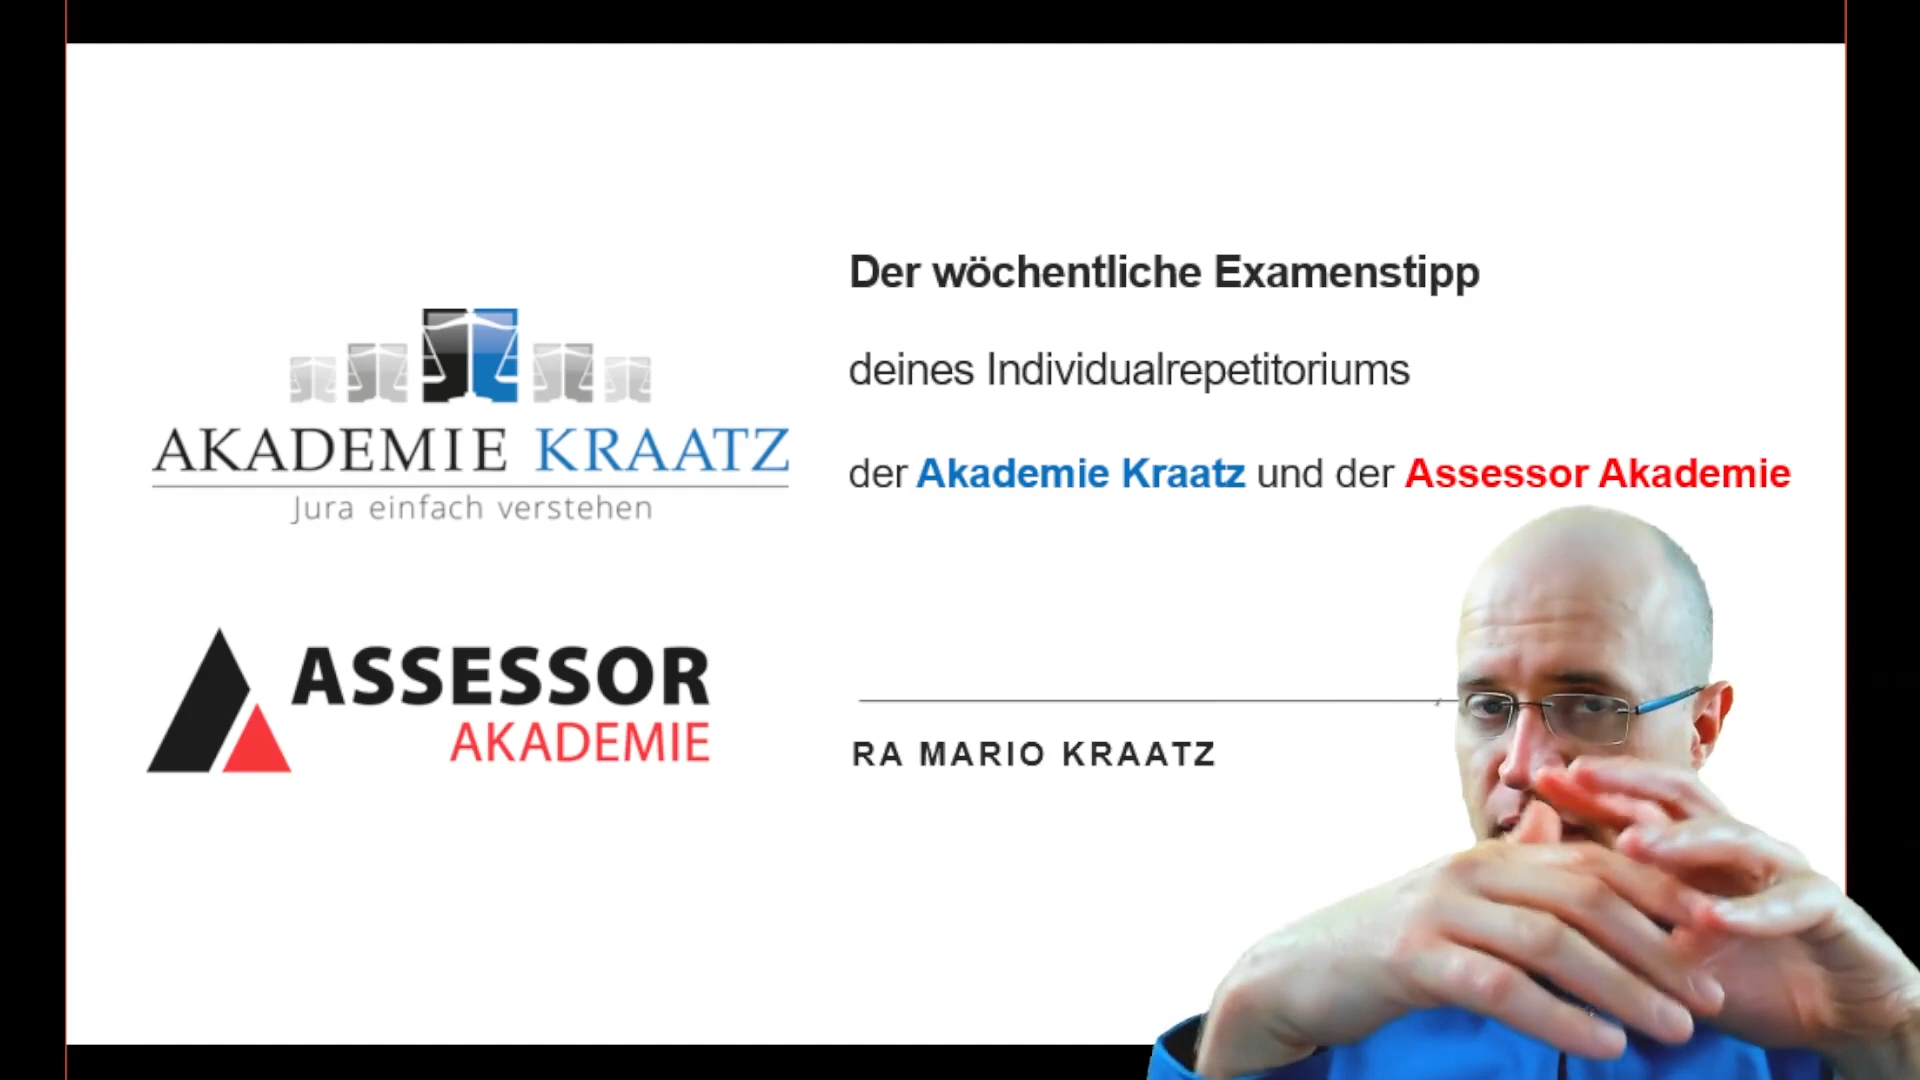 Der wöchentliche Examenstipp
deines Individualrepetitoriums
der Akademie Kraatz und der Assessor Akademie
AKADEMIE KRAATZ
Jura einfach verstehen
ASSESSOR
AKADEMIE
RA MARIO KRAATZ